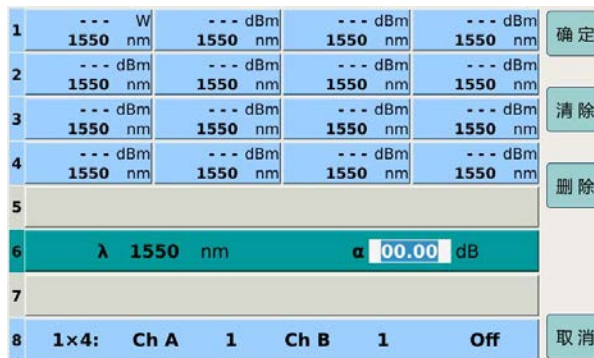 1 --- W --- dBm --- dBm --- dBm
1550 nm 1550 nm 1550 nm 1550 nm
确定
2 --- dBm --- dBm --- dBm --- dBm
1550 nm 1550 nm 1550 nm 1550 nm
3 --- dBm --- dBm --- dBm --- dBm
1550 nm 1550 nm 1550 nm 1550 nm
清除
4 --- dBm --- dBm --- dBm --- dBm
1550 nm 1550 nm 1550 nm 1550 nm
删除
5
6 λ 1550 nm α 00.00 dB
7
8 1×4: Ch A 1 Ch B 1 Off
取消